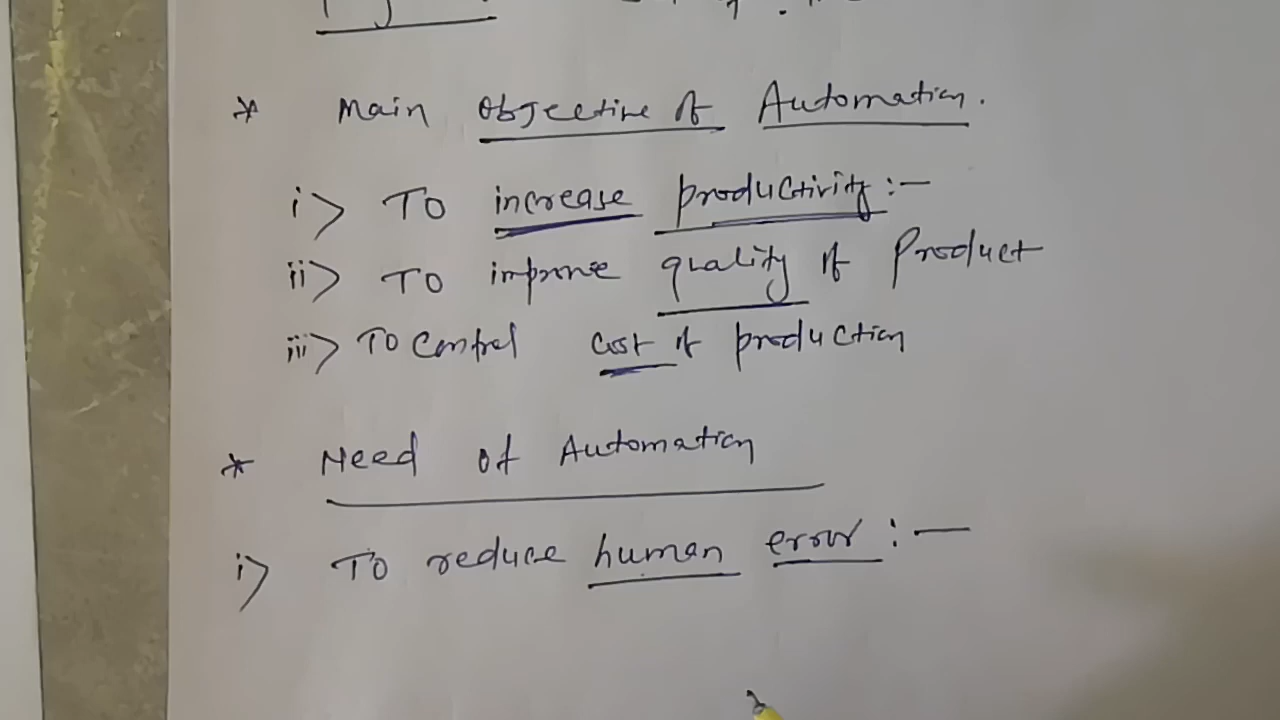 * Main Objective of Automation.
i> To increase productivity :-
ii> To improve quality of Product
iii> To Control Cost of production
* Need of Automation
i> To reduce human error :-